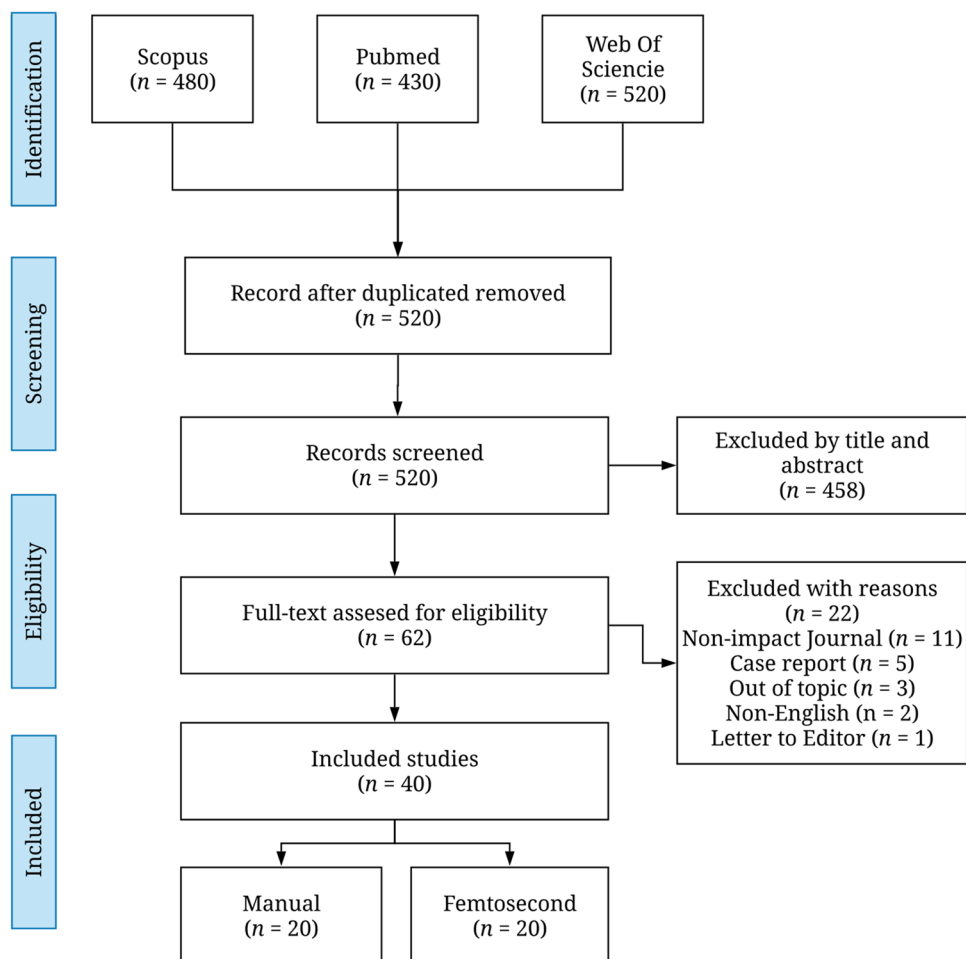 Identification
Scopus
(n = 480)
Pubmed
(n = 430)
Web Of
Sciencie
(n = 520)
Screening
Record after duplicated removed
(n = 520)
Records screened
(n = 520)
Excluded by title and
abstract
(n = 458)
Eligibility
Full-text assesed for eligibility
(n = 62)
Excluded with reasons
(n = 22)
Non-impact Journal (n = 11)
Case report (n = 5)
Out of topic (n = 3)
Non-English (n = 2)
Letter to Editor (n = 1)
Included
Included studies
(n = 40)
Manual
(n = 20)
Femtosecond
(n = 20)